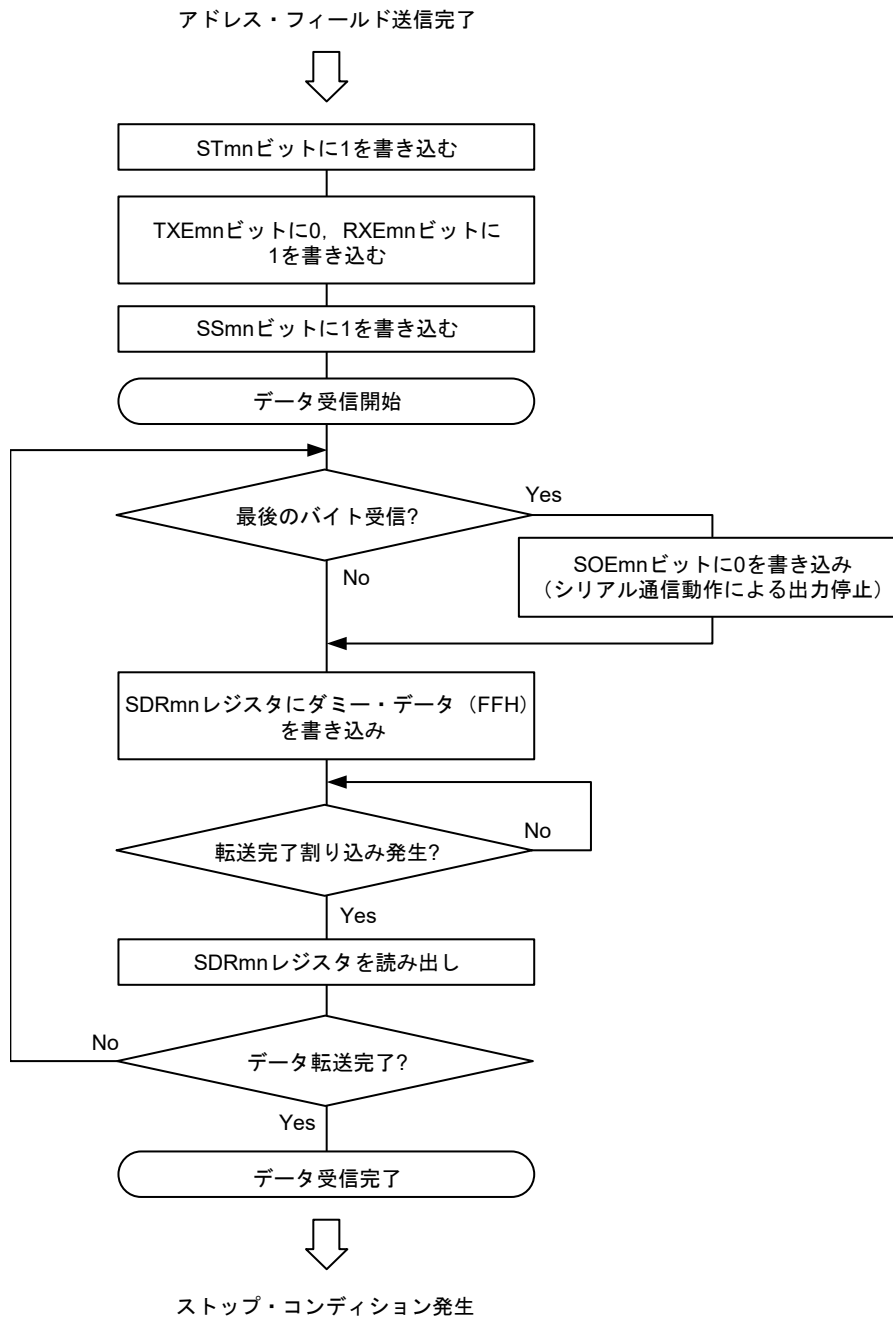 アドレス・フィールド送信完了
STmnビットに1を書き込む
TXEmnビットに0，RXEmnビットに
1を書き込む
SSmnビットに1を書き込む
データ受信開始
最後のバイト受信?
Yes
SOEmnビットに0を書き込み
（シリアル通信動作による出力停止）
No
SDRmnレジスタにダミー・データ（FFH）
を書き込み
転送完了割り込み発生?
No
Yes
SDRmnレジスタを読み出し
No
データ転送完了?
Yes
データ受信完了
ストップ・コンディション発生